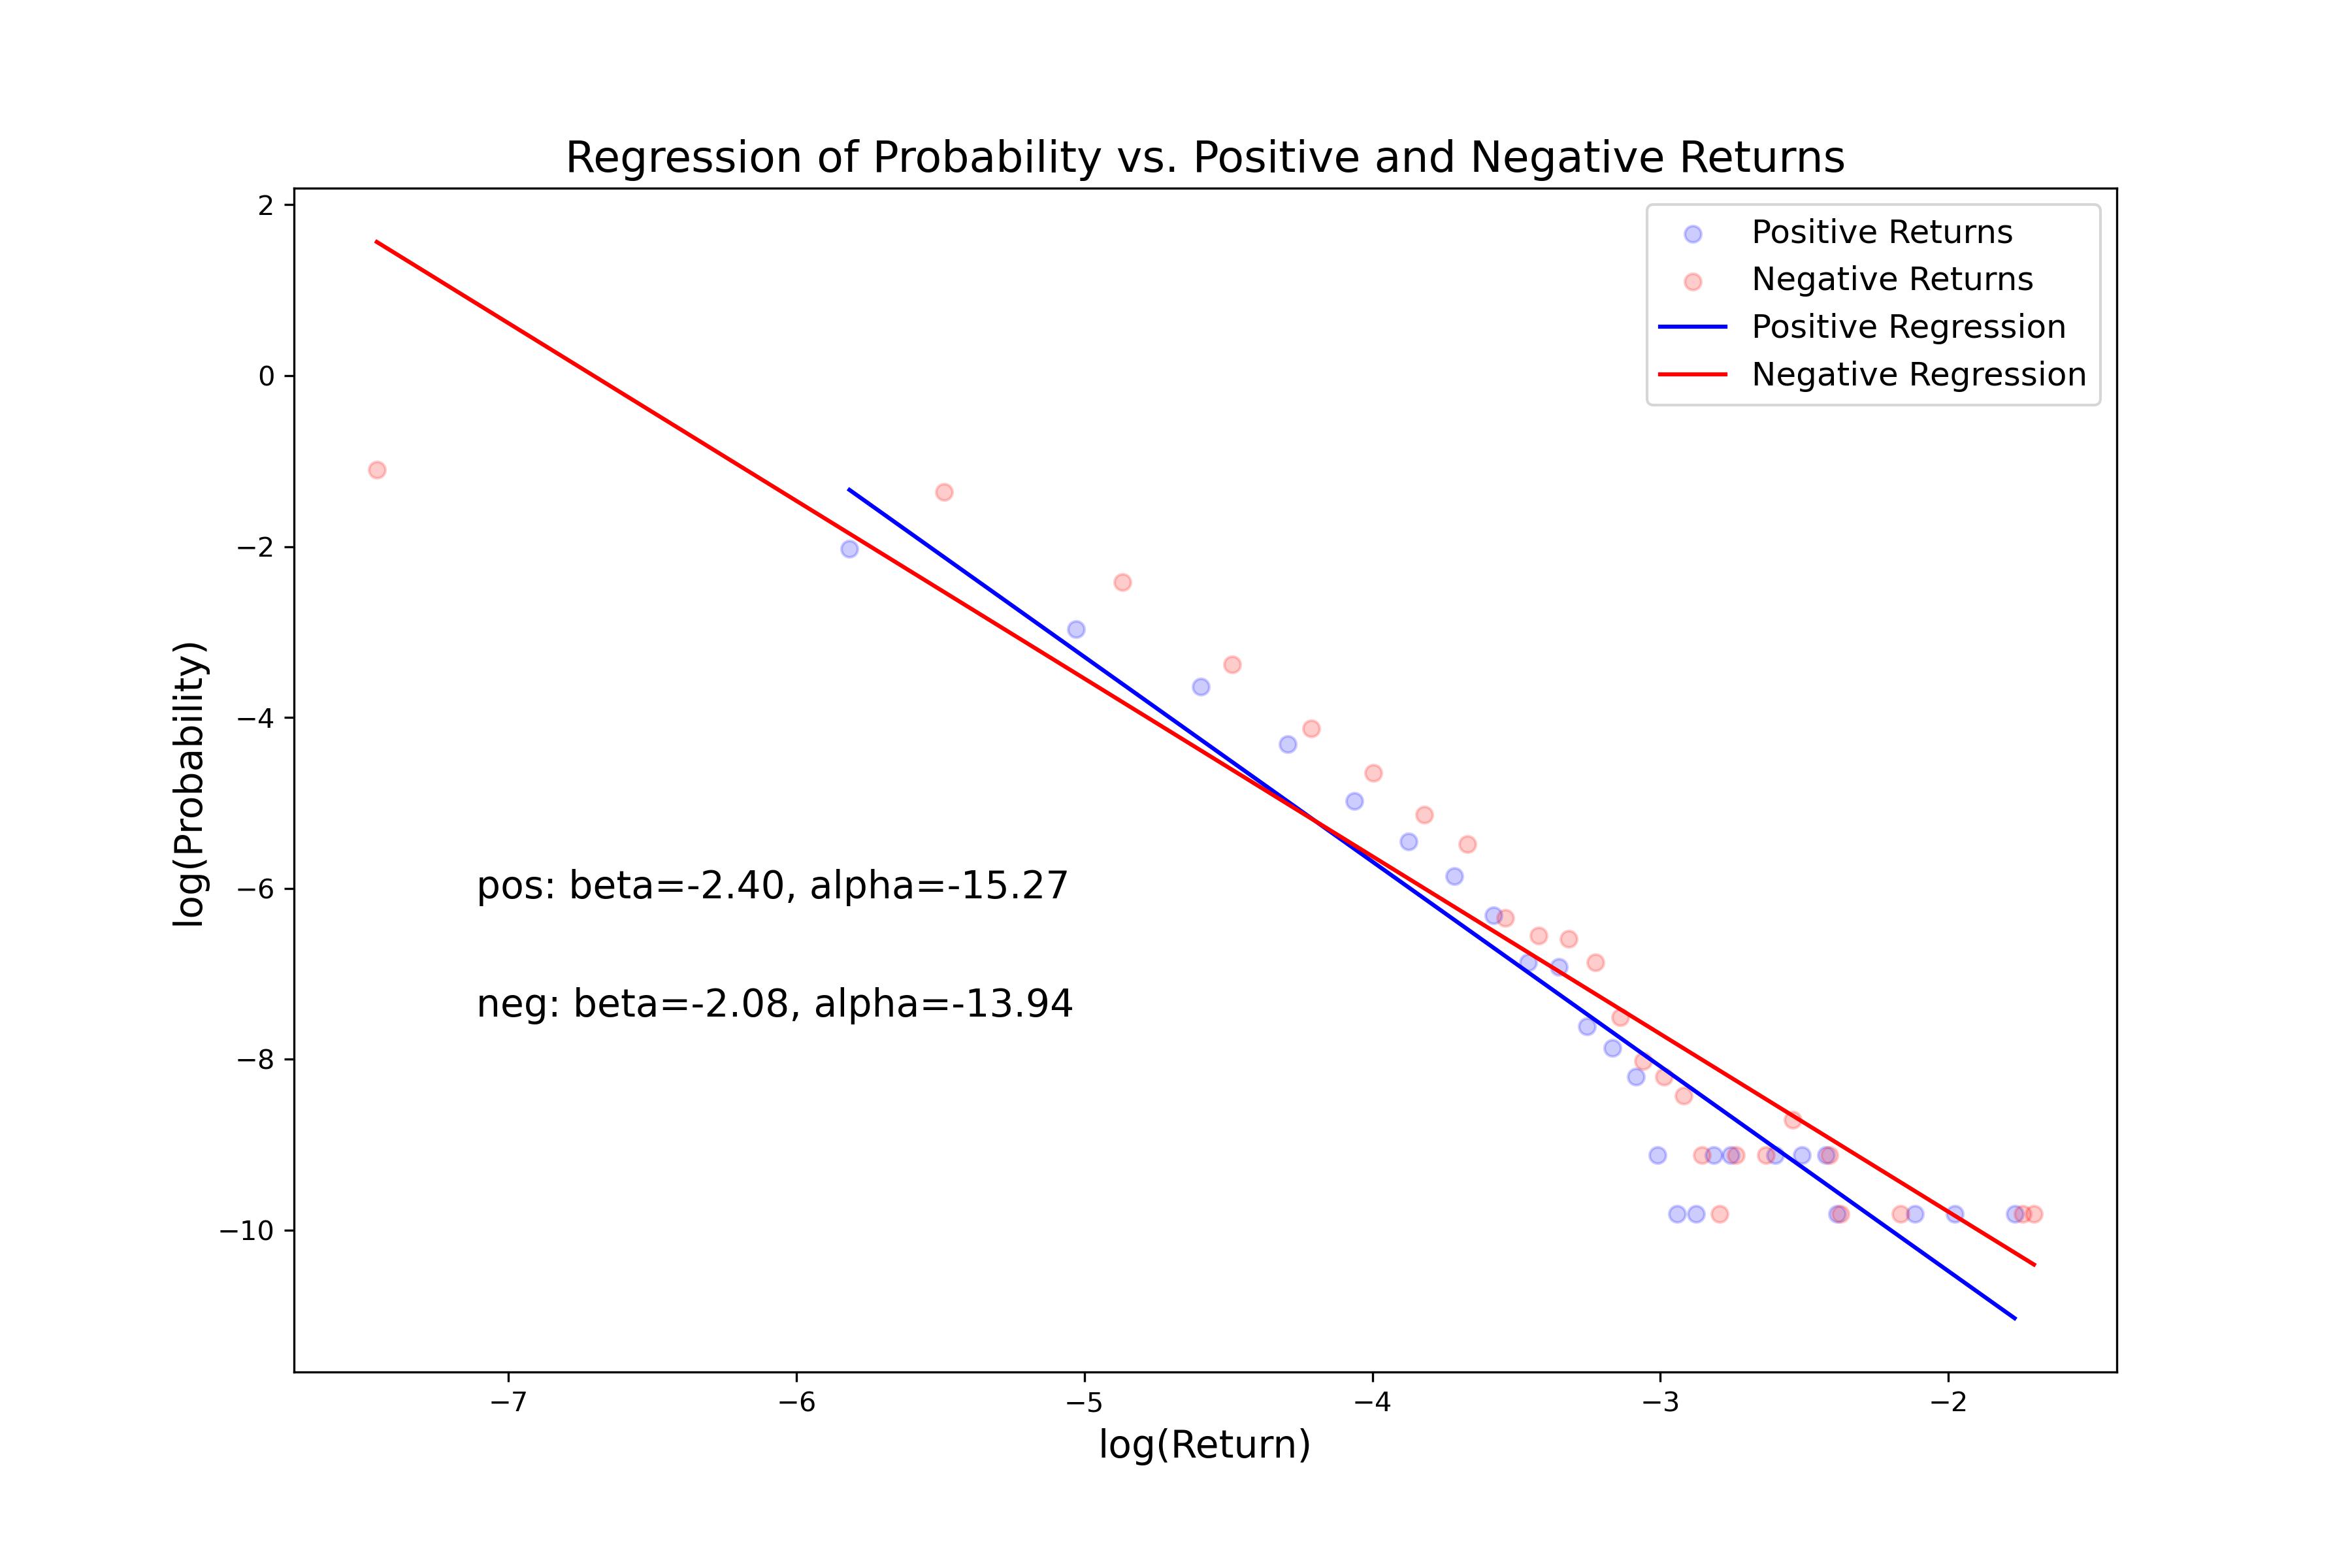 Regression of Probability vs. Positive and Negative Returns
2
0
−2
−4
−6
−8
−10
log(Probability)
Positive Returns
Negative Returns
Positive Regression
Negative Regression
pos: beta=-2.40, alpha=-15.27
neg: beta=-2.08, alpha=-13.94
−7 −6 −5 −4 −3 −2
log(Return)